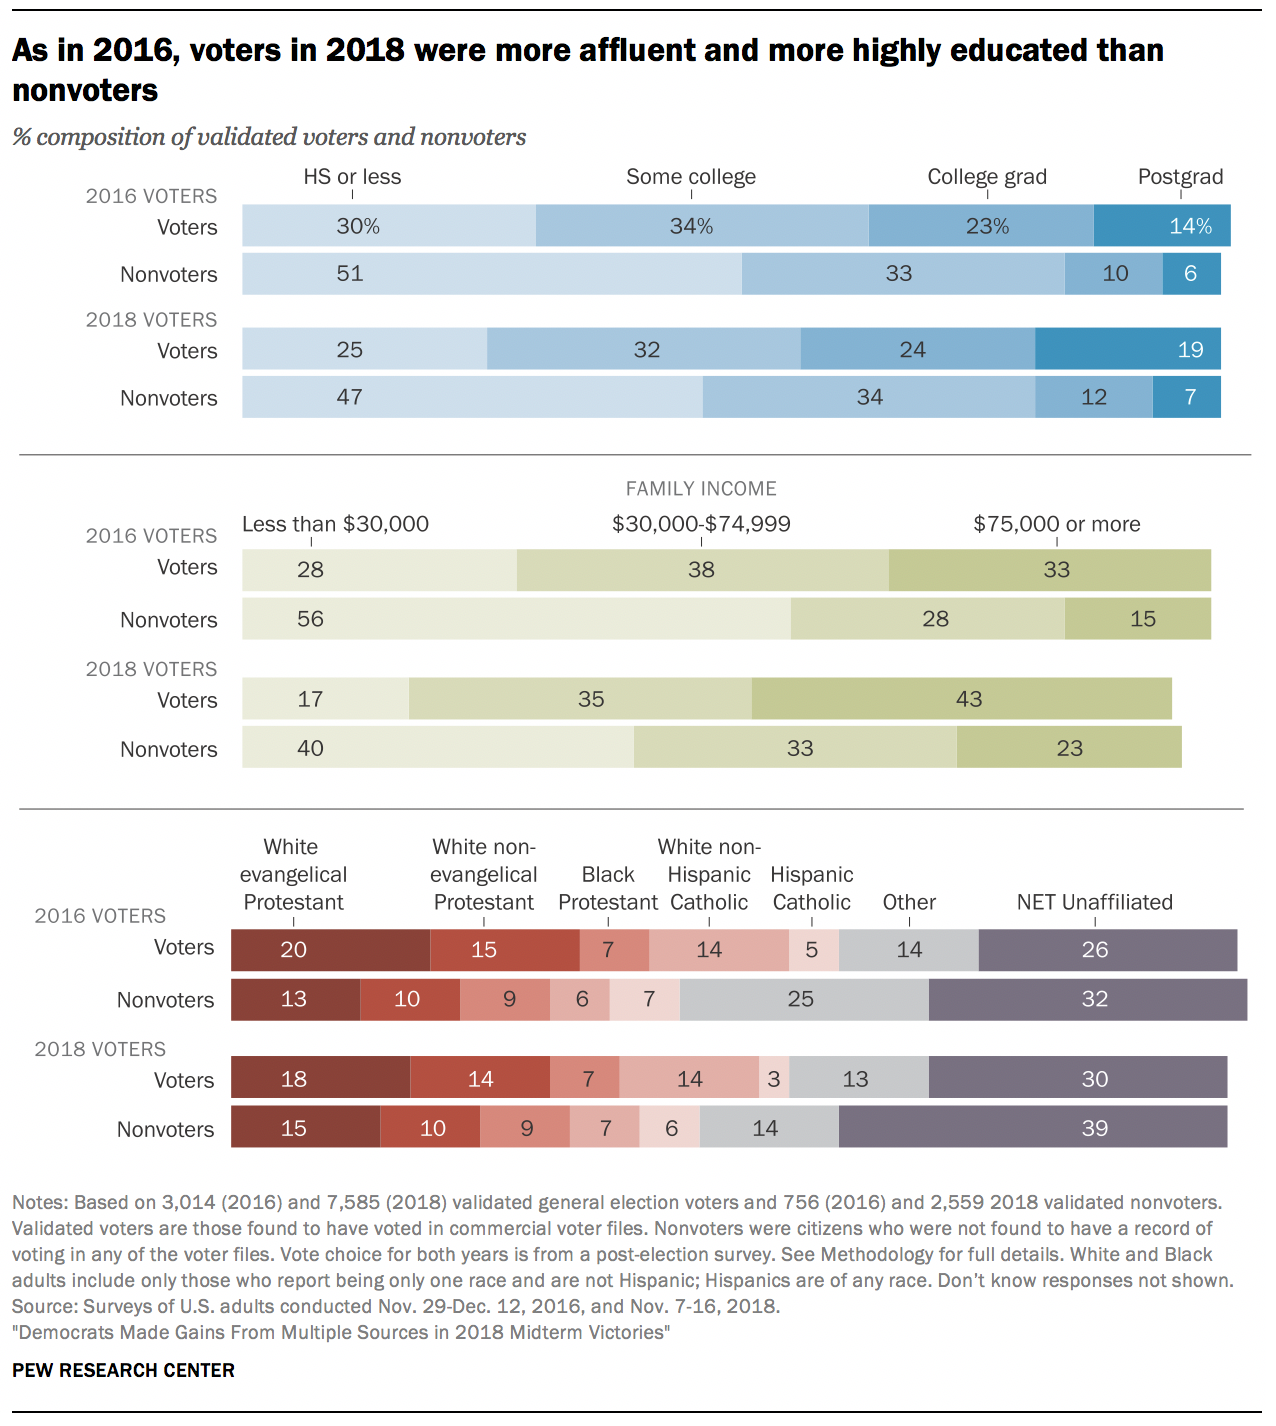 As in 2016, voters in 2018 were more affluent and more highly educated than
nonvoters
% composition of validated voters and nonvoters
HS or less Some college College grad Postgrad
2016 VOTERS
Voters 30% 34% 23% 14%
Nonvoters 51 33 10 6
2018 VOTERS
Voters 25 32 24 19
Nonvoters 47 34 12 7
FAMILY INCOME
Less than $30,000 $30,000-$74,999 $75,000 or more
2016 VOTERS
Voters 28 38 33
Nonvoters 56 28 15
2018 VOTERS
Voters 17 35 43
Nonvoters 40 33 23
White White non- White non-
evangelical evangelical Black Hispanic Hispanic
Protestant Protestant Protestant Catholic Catholic Other NET Unaffiliated
2016 VOTERS
Voters 20 15 7 14 5 14 26
Nonvoters 13 10 9 6 7 25 32
2018 VOTERS
Voters 18 14 7 14 3 13 30
Nonvoters 15 10 9 7 6 14 39
Notes: Based on 3,014 (2016) and 7,585 (2018) validated general election voters and 756 (2016) and 2,559 2018 validated nonvoters.
Validated voters are those found to have voted in commercial voter files. Nonvoters were citizens who were not found to have a record of
voting in any of the voter files. Vote choice for both years is from a post-election survey. See Methodology for full details. White and Black
adults include only those who report being only one race and are not Hispanic; Hispanics are of any race. Don’t know responses not shown.
Source: Surveys of U.S. adults conducted Nov. 29-Dec. 12, 2016, and Nov. 7-16, 2018.
"Democrats Made Gains From Multiple Sources in 2018 Midterm Victories"
PEW RESEARCH CENTER